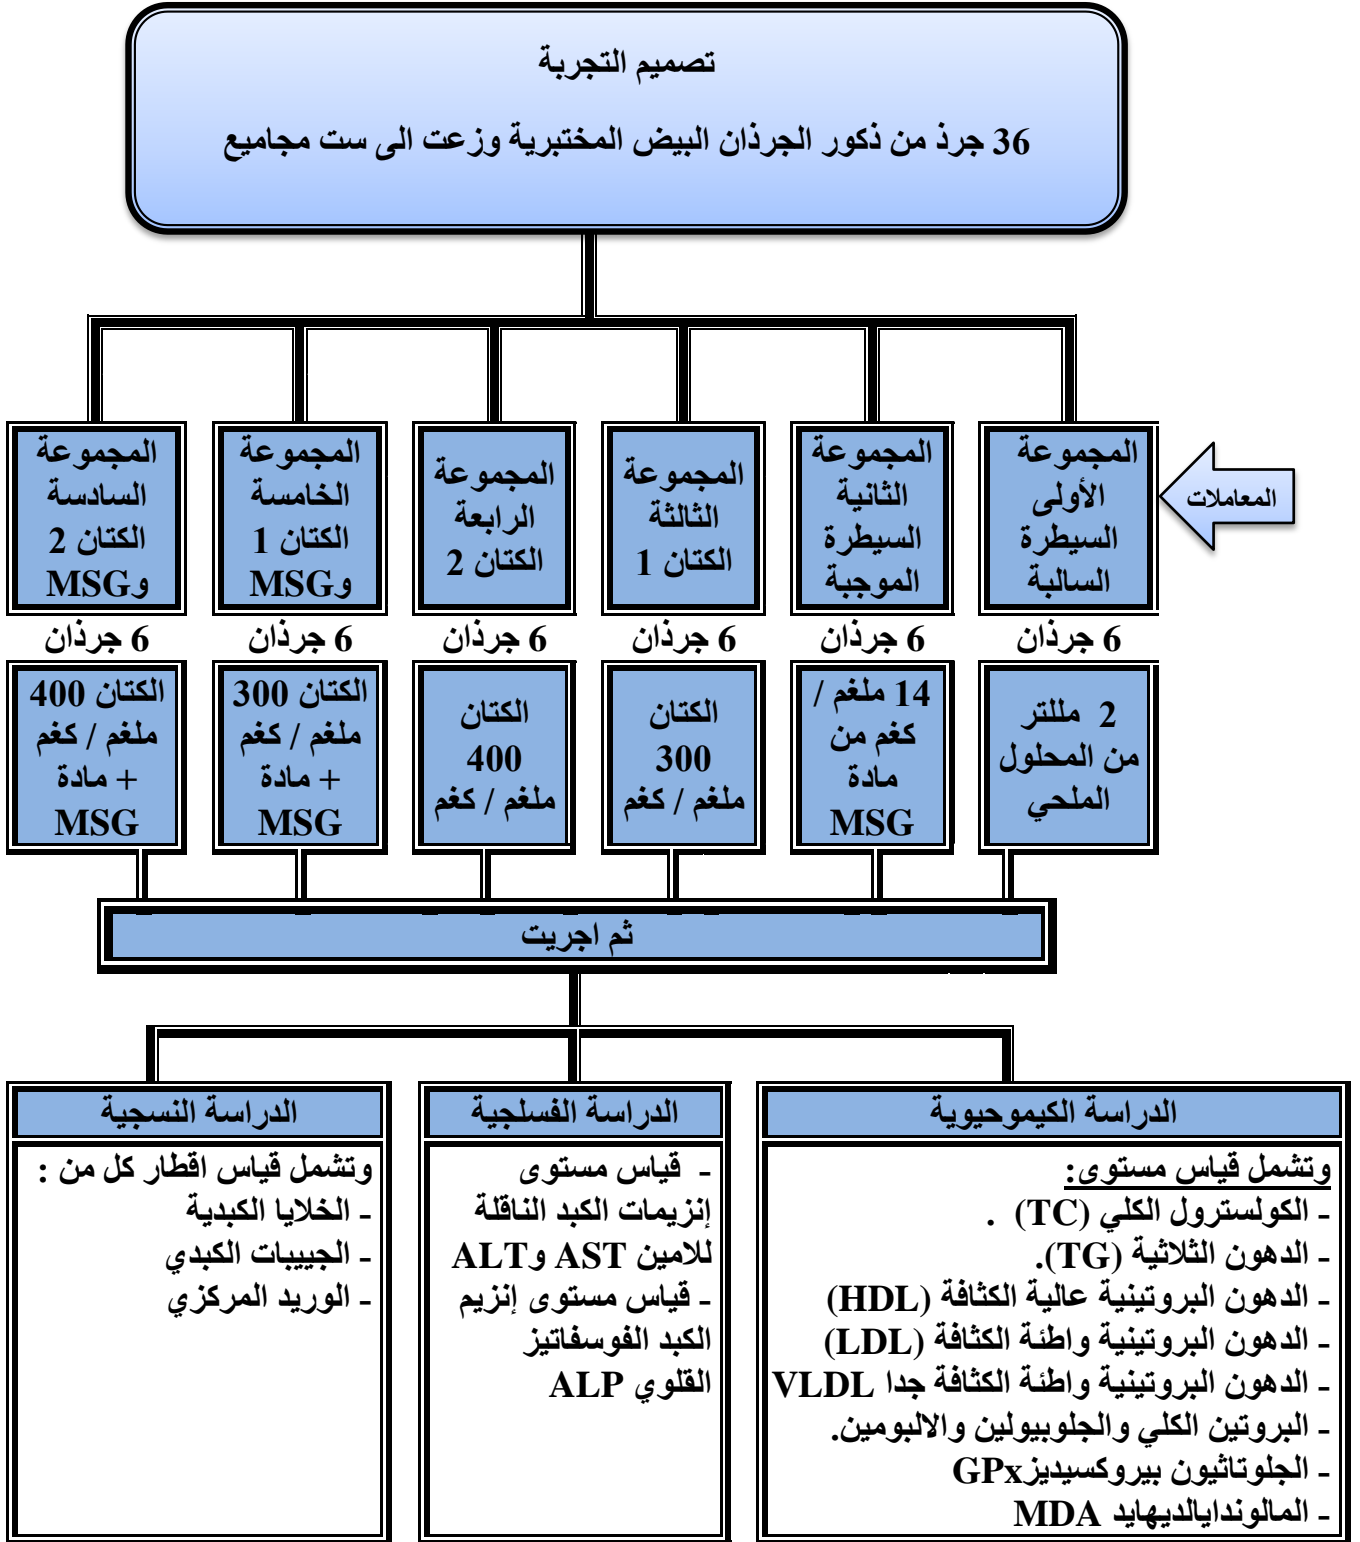 تصميم التجربة
36 جرذ من ذكور الجرذان البيض المختبرية وزعت الى ست مجاميع
المعاملات
المجموعة
الأولى
السيطرة
السالبة
المجموعة
الثانية
السيطرة
الموجبة
المجموعة
الثالثة
الكتان 1
المجموعة
الرابعة
الكتان 2
المجموعة
الخامسة
الكتان 1
وMSG
المجموعة
السادسة
الكتان 2
وMSG
6 جرذان
6 جرذان
6 جرذان
6 جرذان
6 جرذان
6 جرذان
2 مللتر
من المحلول
الملحي
14 ملغم /
كغم من
مادة
MSG
الكتان
300
ملغم / كغم
الكتان
400
ملغم / كغم
الكتان 300
ملغم / كغم
+ مادة
MSG
الكتان 400
ملغم / كغم
+ مادة
MSG
ثم اجريت
الدراسة الكيموحيوية
وتشمل قياس مستوى:
- الكولسترول الكلي (TC) .
- الدهون الثلاثية (TG).
- الدهون البروتينية عالية الكثافة (HDL)
- الدهون البروتينية واطئة الكثافة (LDL)
- الدهون البروتينية واطئة الكثافة جدا VLDL
- البروتين الكلي والجلوبيولين والالبومين.
- الجلوتاثيون بيروكسيديزGPx
- المالوندايالديهايد MDA
الدراسة الفسلجية
- قياس مستوى
إنزيمات الكبد الناقلة
للامين AST وALT
- قياس مستوى إنزيم
الكبد الفوسفاتيز
القلوي ALP
الدراسة النسجية
وتشمل قياس اقطار كل من :
- الخلايا الكبدية
- الجييبات الكبدي
- الوريد المركزي